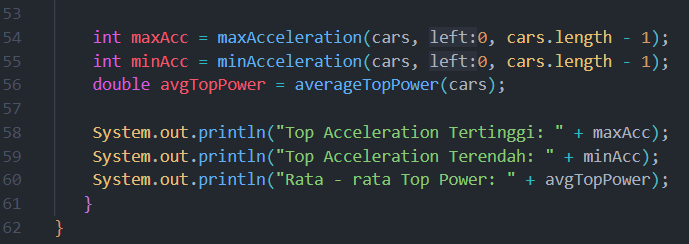 53
54 int maxAcc = maxAcceleration(cars, left:0, cars.length - 1);
55 int minAcc = minAcceleration(cars, left:0, cars.length - 1);
56 double avgTopPower = averageTopPower(cars);
57
58 System.out.println("Top Acceleration Tertinggi: " + maxAcc);
59 System.out.println("Top Acceleration Terendah: " + minAcc);
60 System.out.println("Rata - rata Top Power: " + avgTopPower);
61 }
62 }